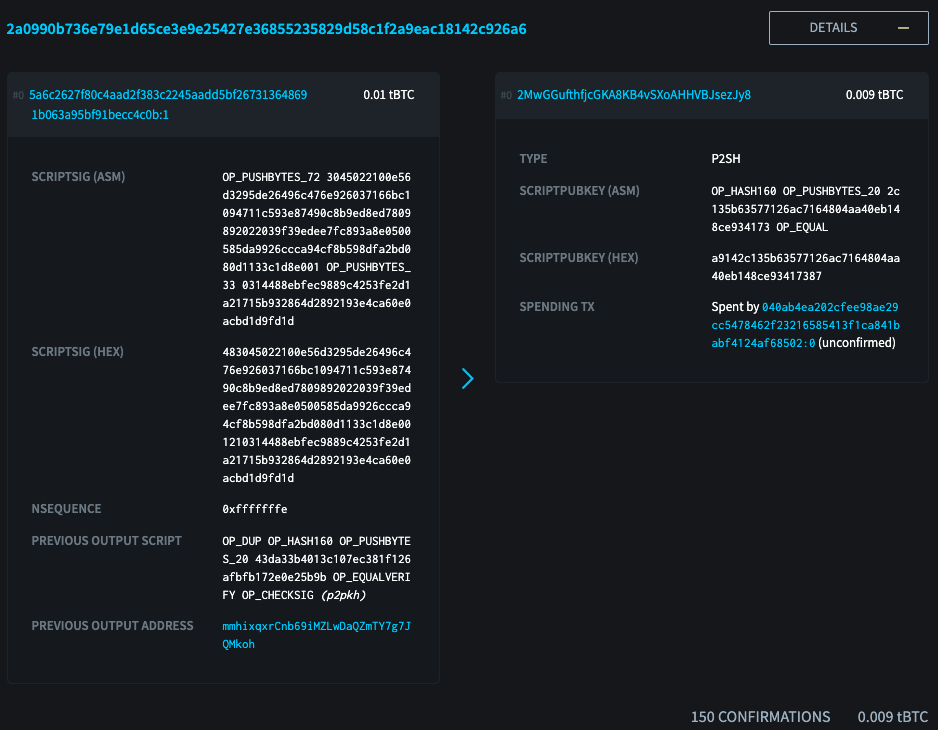 2a0990b736e79e1d65ce3e9e25427e36855235829d58c1f2a9eac18142c926a6
DETAILS
#0 5a6c2627f80c4aad2f383c2245aadd5bf26731364869 0.01 tBTC
1b063a95bf91becc4c0b:1
SCRIPTSIG (ASM)
OP_PUSHBYTES_72 3045022100e56
d3295de26496c476e926037166bc1
094711c593e87490c8b9ed8ed7809
892022039f39edee7fc893a8e0500
585da9926ccca94cf8b598dfa2bd0
80d1133c1d8e001 OP_PUSHBYTES_
33 0314488ebfec9889c4253fe2d1
a21715b932864d2892193e4ca60e0
acbd1d9fd1d
SCRIPTSIG (HEX)
483045022100e56d3295de26496c4
76e926037166bc1094711c593e874
90c8b9ed8ed7809892022039f39ed
ee7fc893a8e0500585da9926ccca9
4cf8b598dfa2bd080d1133c1d8e00
1210314488ebfec9889c4253fe2d1
a21715b932864d2892193e4ca60e0
acbd1d9fd1d
NSEQUENCE
0xfffffffe
PREVIOUS OUTPUT SCRIPT
OP_DUP OP_HASH160 OP_PUSHBYTE
S_20 43da33b4013c107ec381f126
afbfb172e0e25b9b OP_EQUALVERI
FY OP_CHECKSIG (p2pkh)
PREVIOUS OUTPUT ADDRESS
mmhixqxrCnb69iMZLwDaQZmTY7g7J
QMkoh
#0 2MwGGufthfjcGKA8KB4vSXoAHHVBJsezJy8 0.009 tBTC
TYPE
P2SH
SCRIPTPUBKEY (ASM)
OP_HASH160 OP_PUSHBYTES_20 2c
135b63577126ac7164804aa40eb14
8ce934173 OP_EQUAL
SCRIPTPUBKEY (HEX)
a9142c135b63577126ac7164804aa
40eb148ce93417387
SPENDING TX
Spent by 040ab4ea202cfee98ae29
cc5478462f23216585413f1ca841b
abf4124af68502:0 (unconfirmed)
150 CONFIRMATIONS 0.009 tBTC